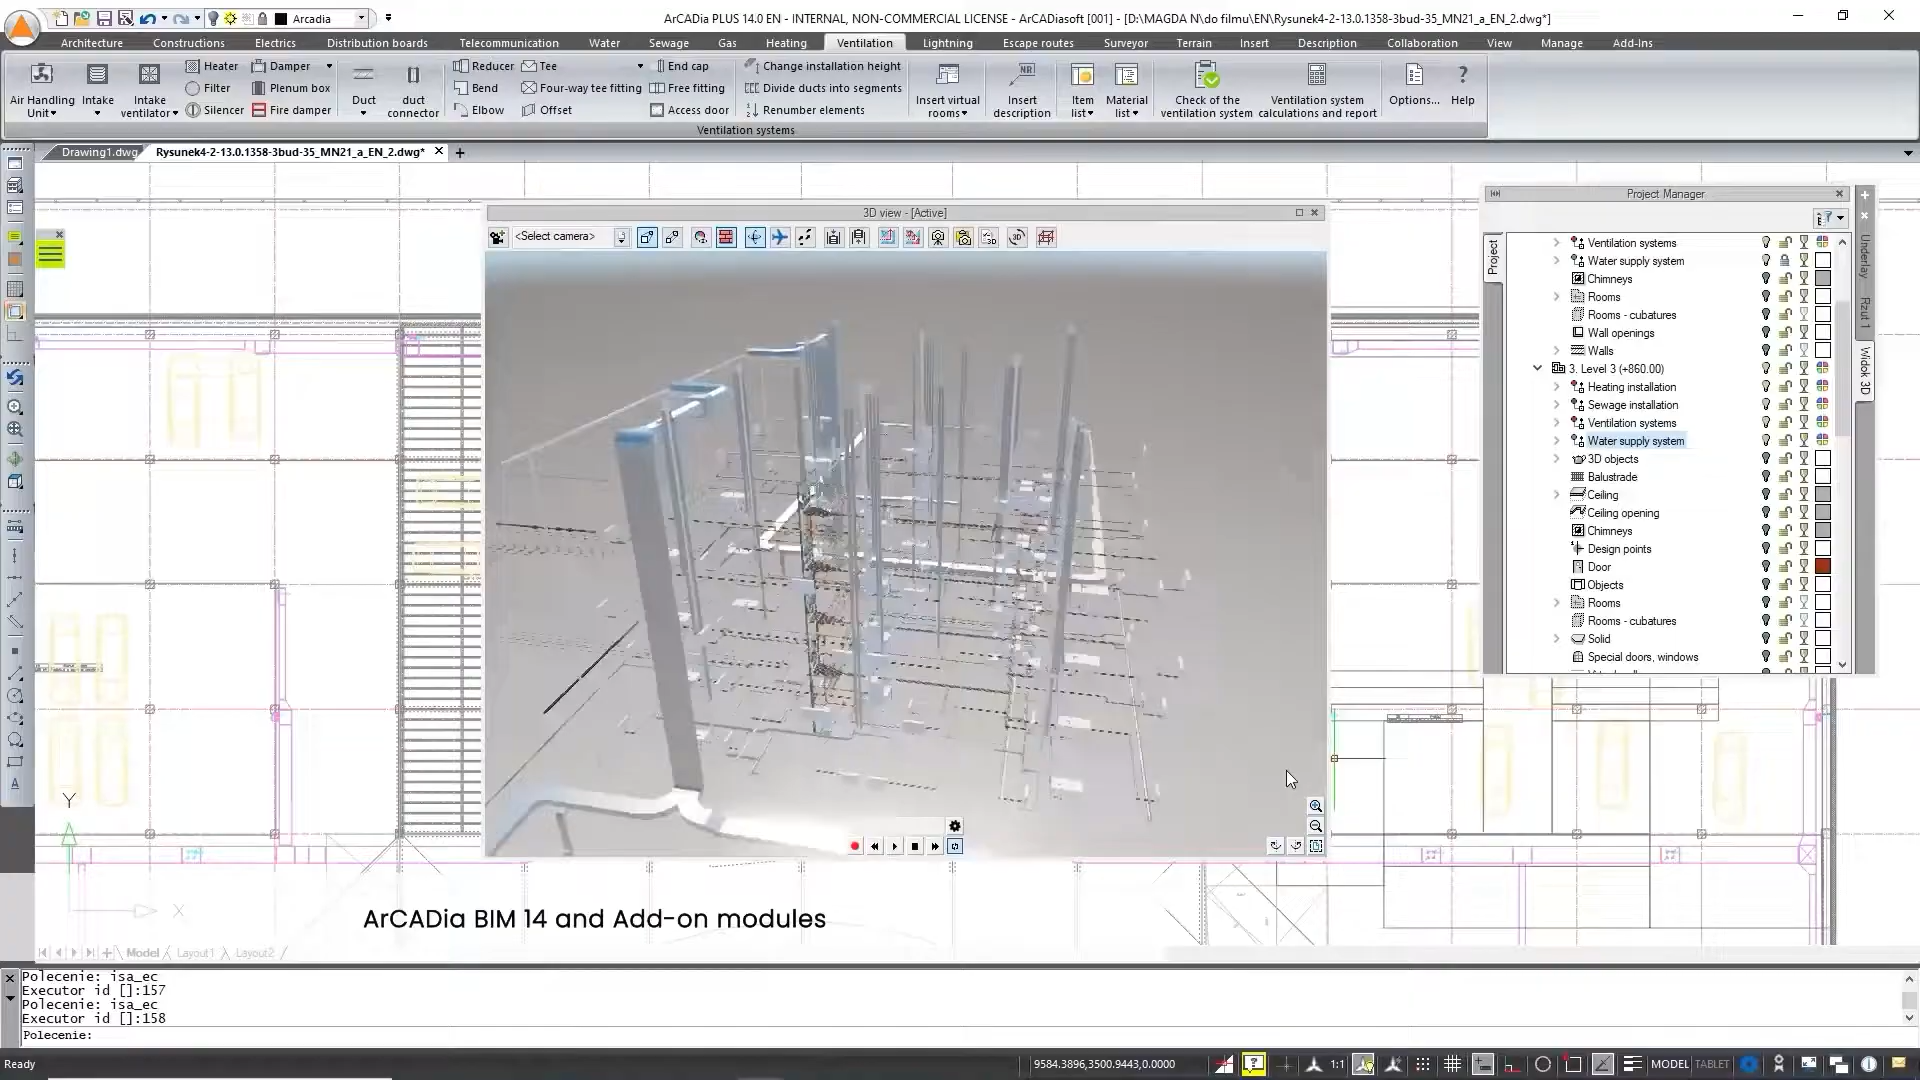 Arcadia
ArCADia PLUS 14.0 EN - INTERNAL, NON-COMMERCIAL LICENSE - ArCADiasoft [001] - [D:\MAGDA N\do filmu\EN\Rysunek4-2-13.0.1358-3bud-35_MN21_a_EN_2.dwg*]
Architecture Constructions Electrics Distribution boards Telecommunication Water Sewage Gas Heating Ventilation Lightning Escape routes Surveyor Terrain Insert Description Collaboration View Manage Add-Ins
Air Handling Unit
Intake
Intake ventilator
Heater
Filter
Silencer
Damper
Plenum box
Fire damper
Duct
duct connector
Reducer
Bend
Elbow
Tee
Four-way tee fitting
Offset
End cap
Free fitting
Access door
Change installation height
Divide ducts into segments
Renumber elements
Insert virtual rooms
Insert description
Item list
Material list
Check of the ventilation system
Ventilation system calculations and report
Options...
Help
Ventilation systems
Drawing1.dwg
Rysunek4-2-13.0.1358-3bud-35_MN21_a_EN_2.dwg*
3D view - [Active]
<Select camera>
Project Manager
Project
Underlay
Rzut 1
Widok 3D
Ventilation systems
Water supply system
Chimneys
Rooms
Rooms - cubatures
Wall openings
Walls
3. Level 3 (+860.00)
Heating installation
Sewage installation
Ventilation systems
Water supply system
3D objects
Balustrade
Ceiling
Ceiling opening
Chimneys
Design points
Door
Objects
Rooms
Rooms - cubatures
Solid
Special doors, windows
Y
X
ArCADia BIM 14 and Add-on modules
Model Layout1 Layout2
Polecenie: isa_ec
Executor id []:157
Polecenie: isa_ec
Executor id []:158
Polecenie:
Ready
9584.3896,3500.9443,0.0000
1:1
MODEL TABLET